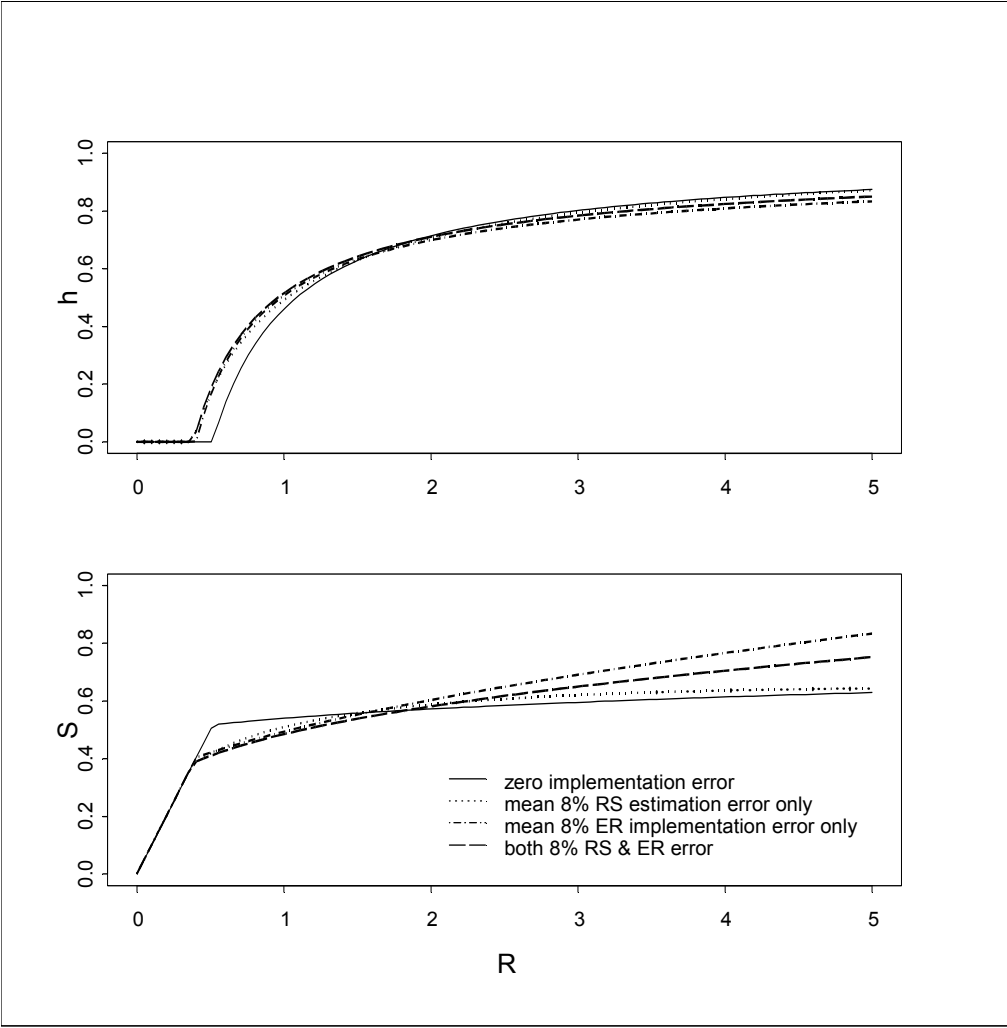 1.0
0.8
0.6
0.4
0.2
0.0
h
0 1 2 3 4 5
1.0
0.8
0.6
0.4
0.2
0.0
S
zero implementation error
mean 8% RS estimation error only
mean 8% ER implementation error only
both 8% RS & ER error
0 1 2 3 4 5
R